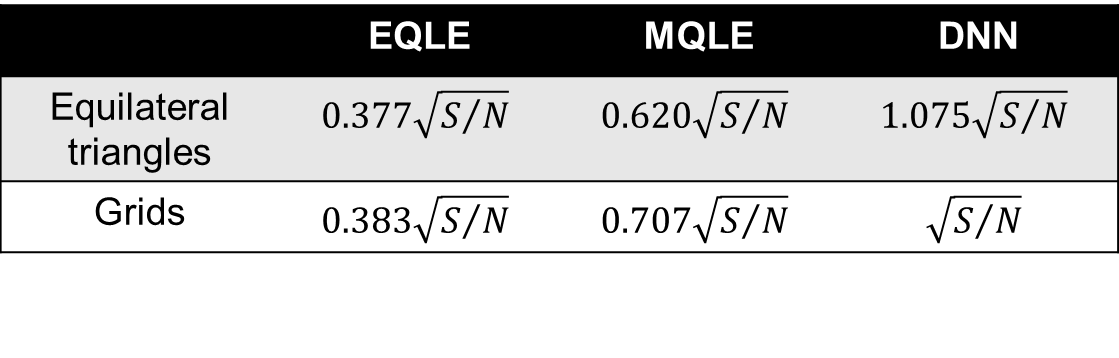 EQLE MQLE DNN
Equilateral triangles 0.377√S/N 0.620√S/N 1.075√S/N
Grids 0.383√S/N 0.707√S/N √S/N